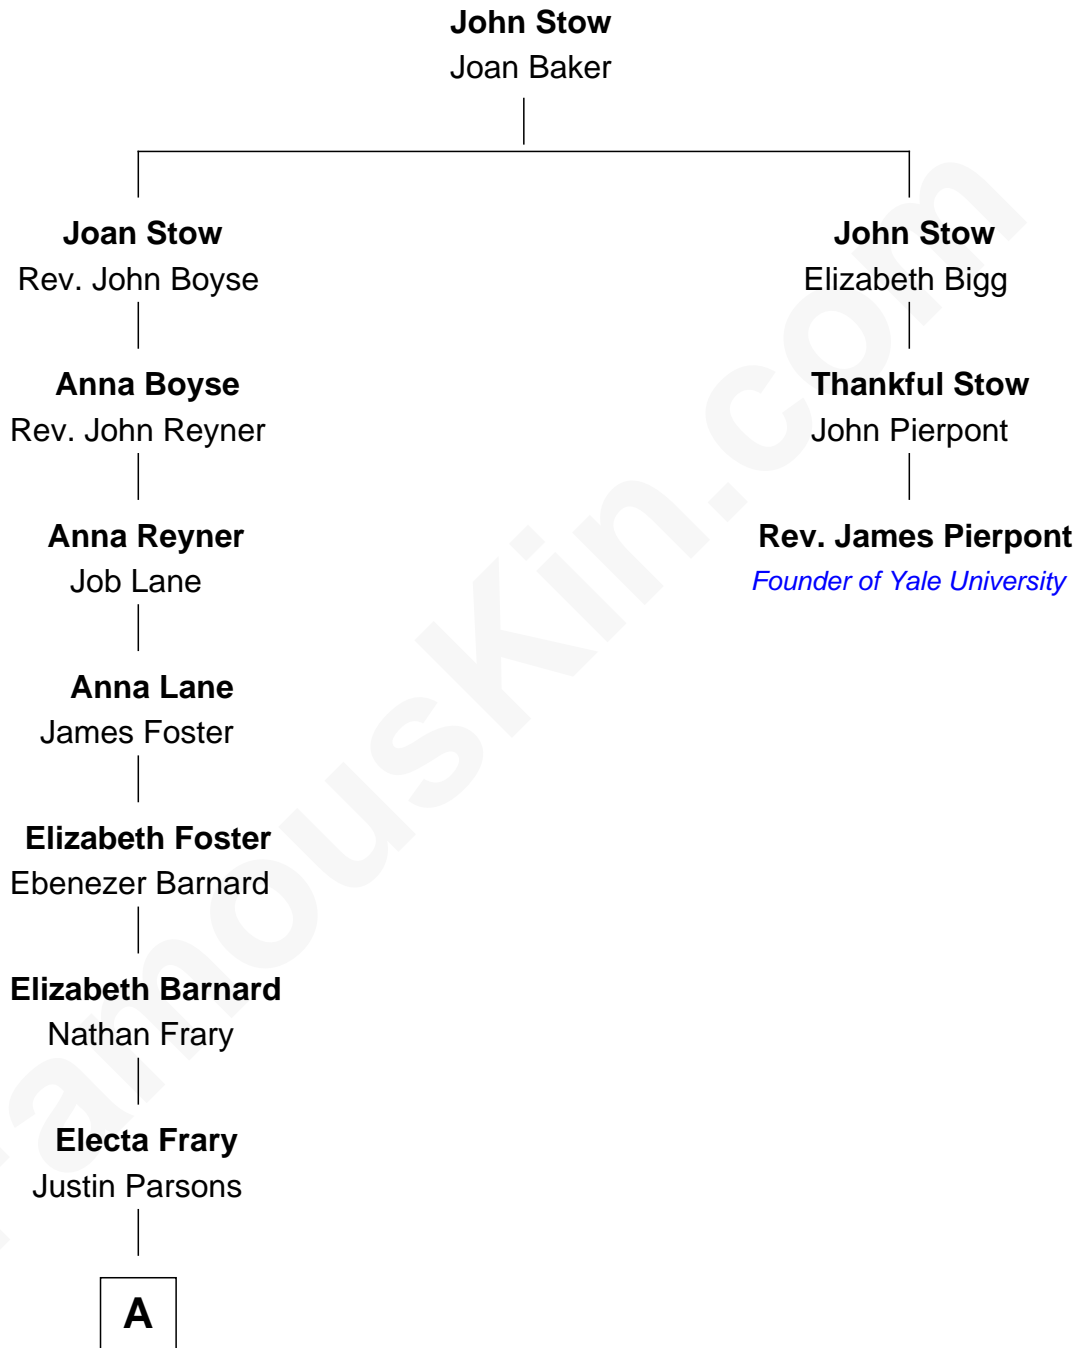 John Stow
Joan Baker
Joan Stow
Rev. John Boyse
John Stow
Elizabeth Bigg
Anna Boyse
Rev. John Reyner
Thankful Stow
John Pierpont
Anna Reyner
Job Lane
Rev. James Pierpont
Founder of Yale University
Anna Lane
James Foster
Elizabeth Foster
Ebenezer Barnard
Elizabeth Barnard
Nathan Frary
Electa Frary
Justin Parsons
A
FamousKin.com